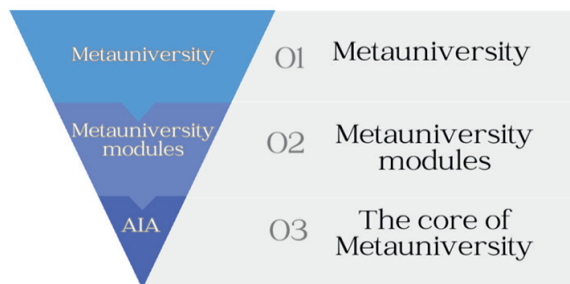 Metauniversity
01 Metauniversity
Metauniversity
modules
02 Metauniversity
modules
AIA
03 The core of
Metauniversity